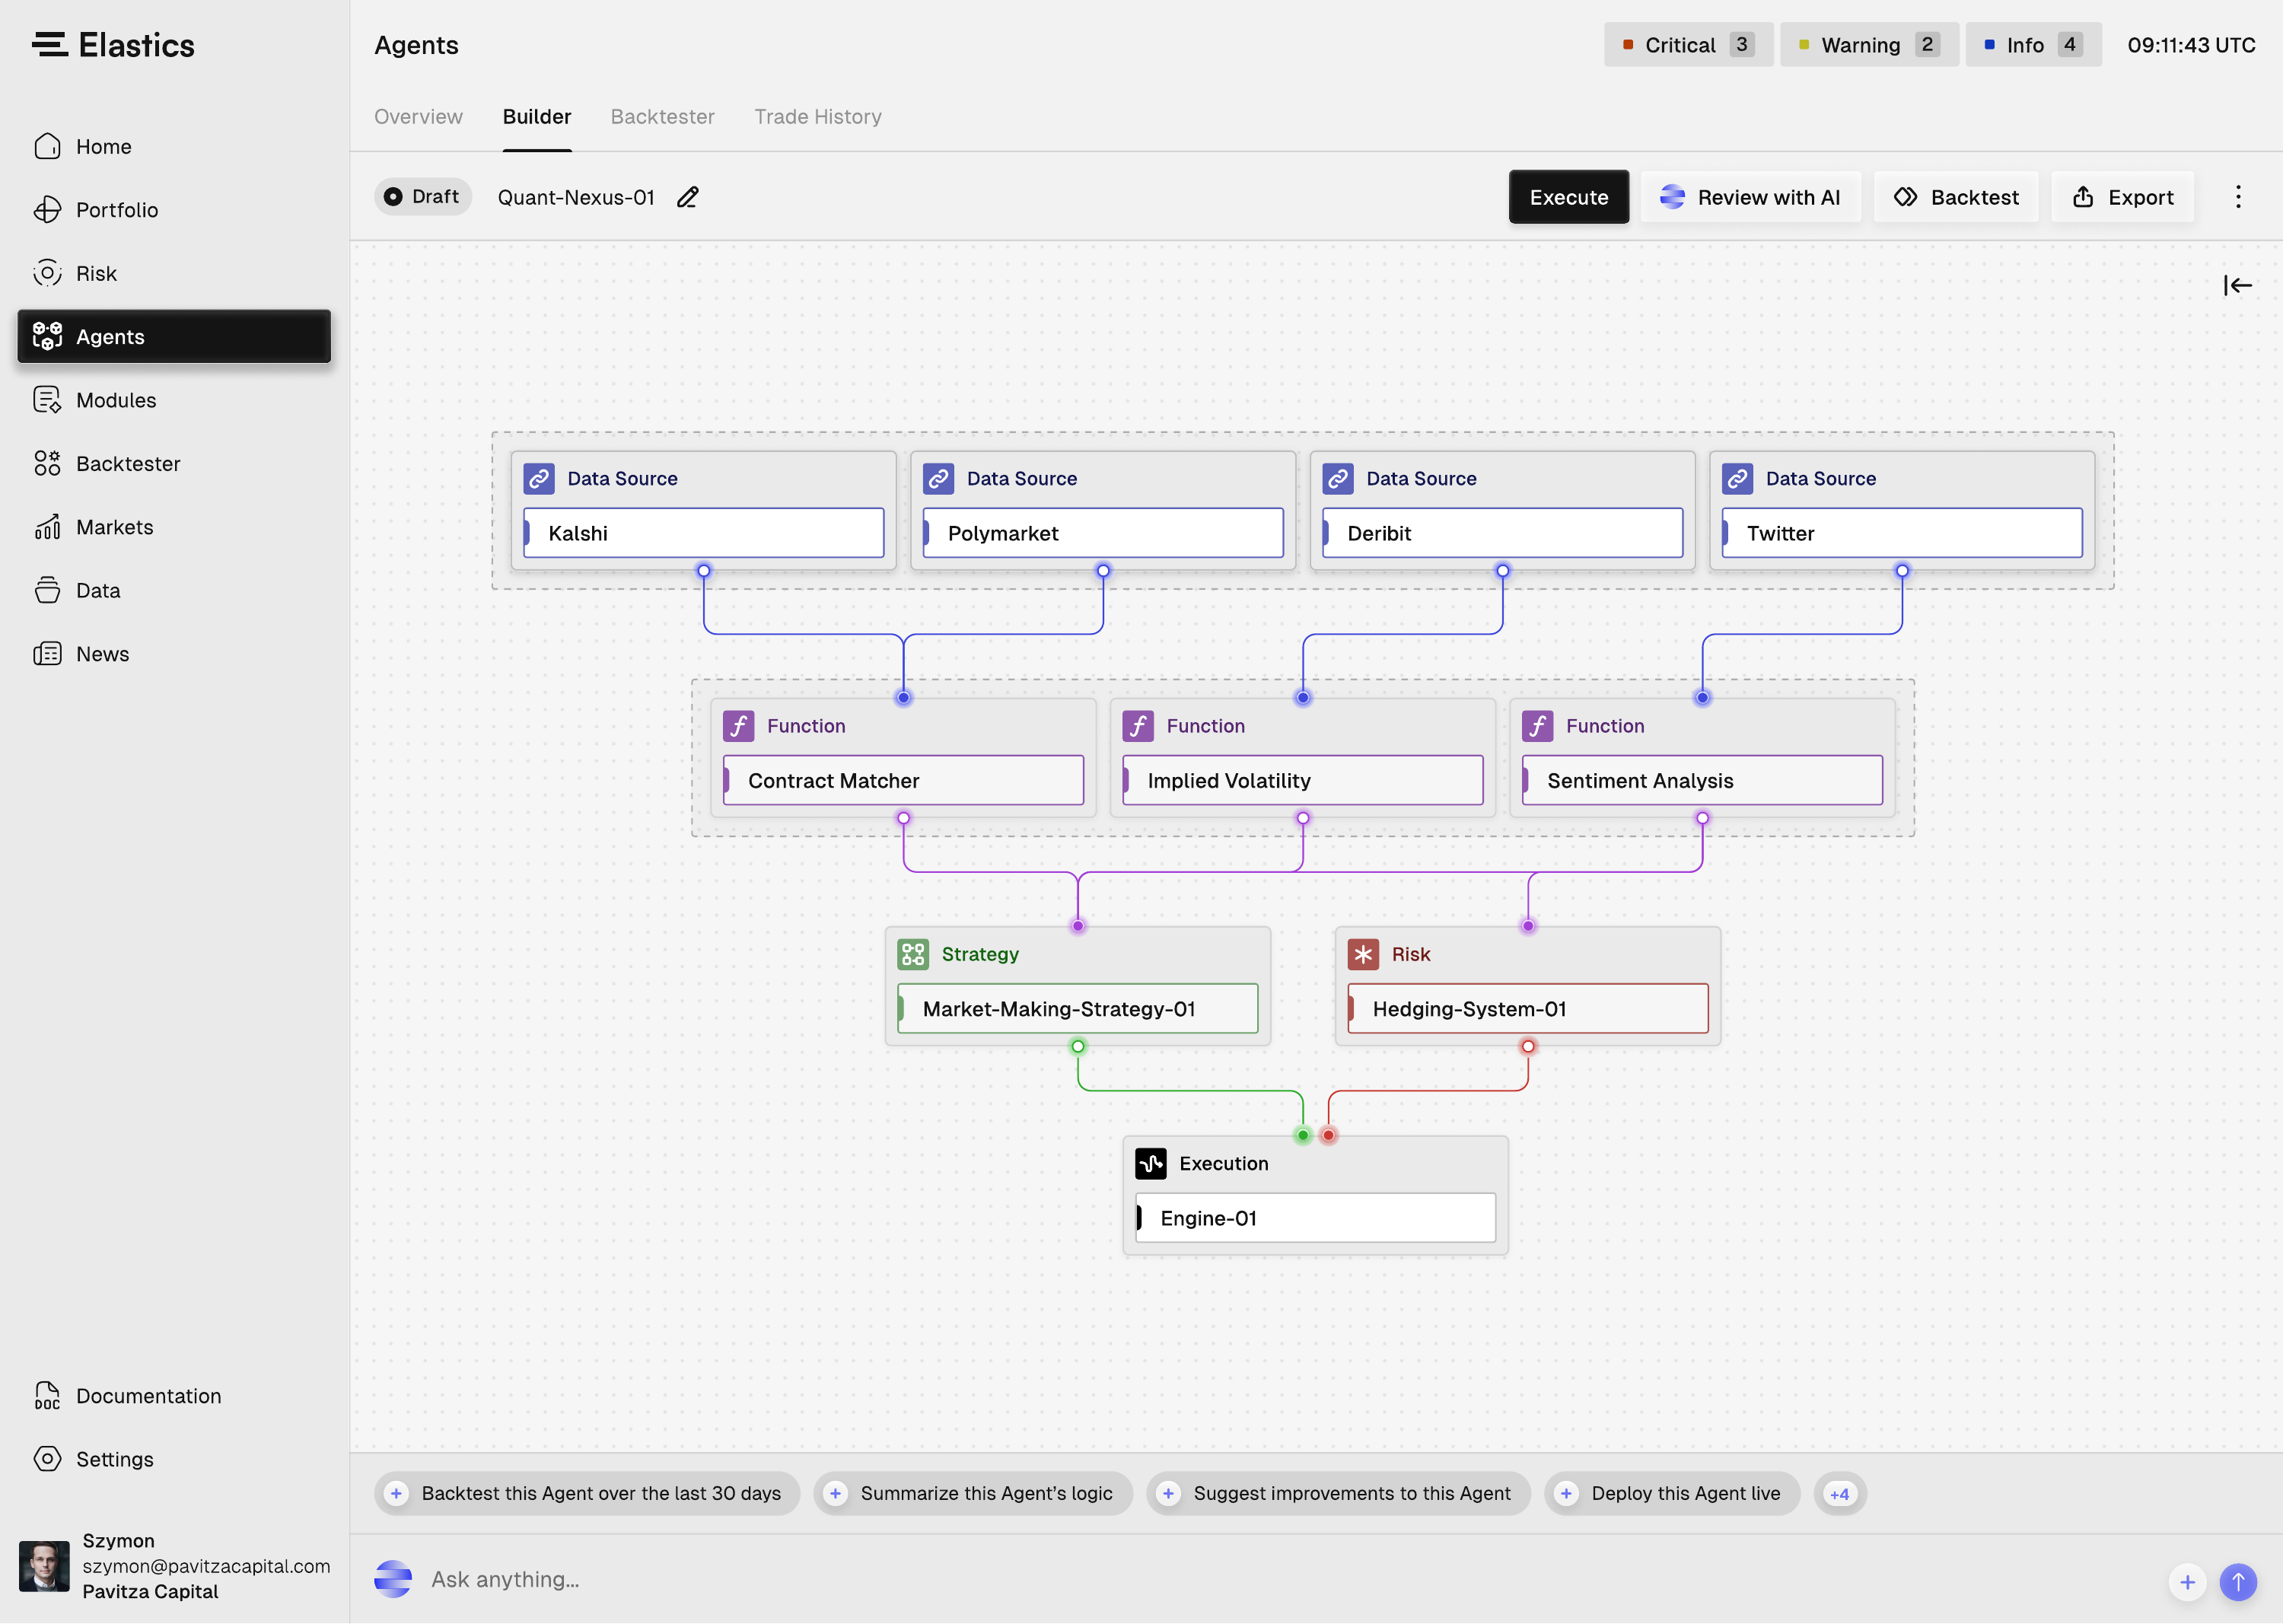 Elastics
Home
Portfolio
Risk
Agents
Modules
Backtester
Markets
Data
News
DOC
Documentation
Settings
Szymon
szymon@pavitzacapital.com
Pavitza Capital
Agents
Critical 3
Warning 2
Info 4
09:11:43 UTC
Overview
Builder
Backtester
Trade History
Draft
Quant-Nexus-01
Execute
Review with AI
Backtest
Export
Data Source
Kalshi
Data Source
Polymarket
Data Source
Deribit
Data Source
Twitter
Function
Contract Matcher
Function
Implied Volatility
Function
Sentiment Analysis
Strategy
Market-Making-Strategy-01
Risk
Hedging-System-01
Execution
Engine-01
Backtest this Agent over the last 30 days
Summarize this Agent’s logic
Suggest improvements to this Agent
Deploy this Agent live
+4
Ask anything...